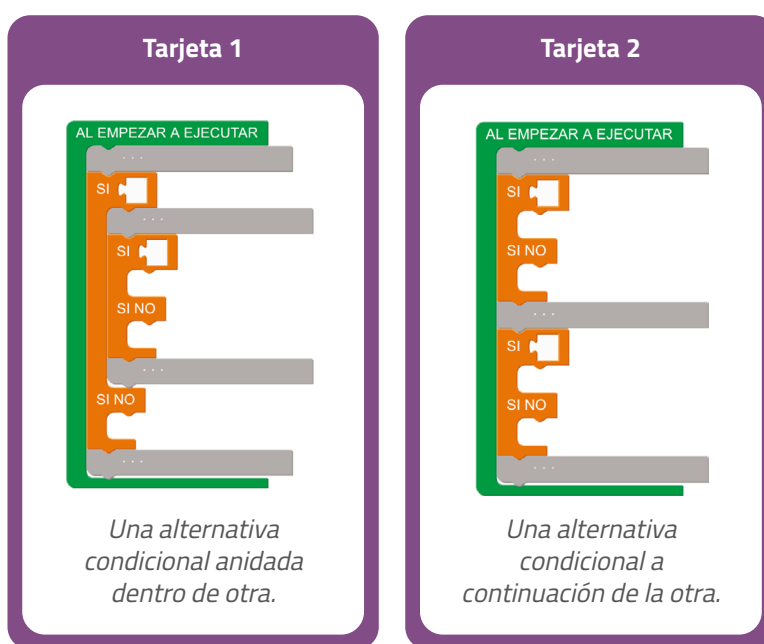 Tarjeta 1
AL EMPEZAR A EJECUTAR
...
SI
...
SI
SI NO
...
SI NO
...
Una alternativa
condicional anidada
dentro de otra.
Tarjeta 2
AL EMPEZAR A EJECUTAR
...
SI
SI NO
...
SI
SI NO
...
Una alternativa
condicional a
continuación de la otra.